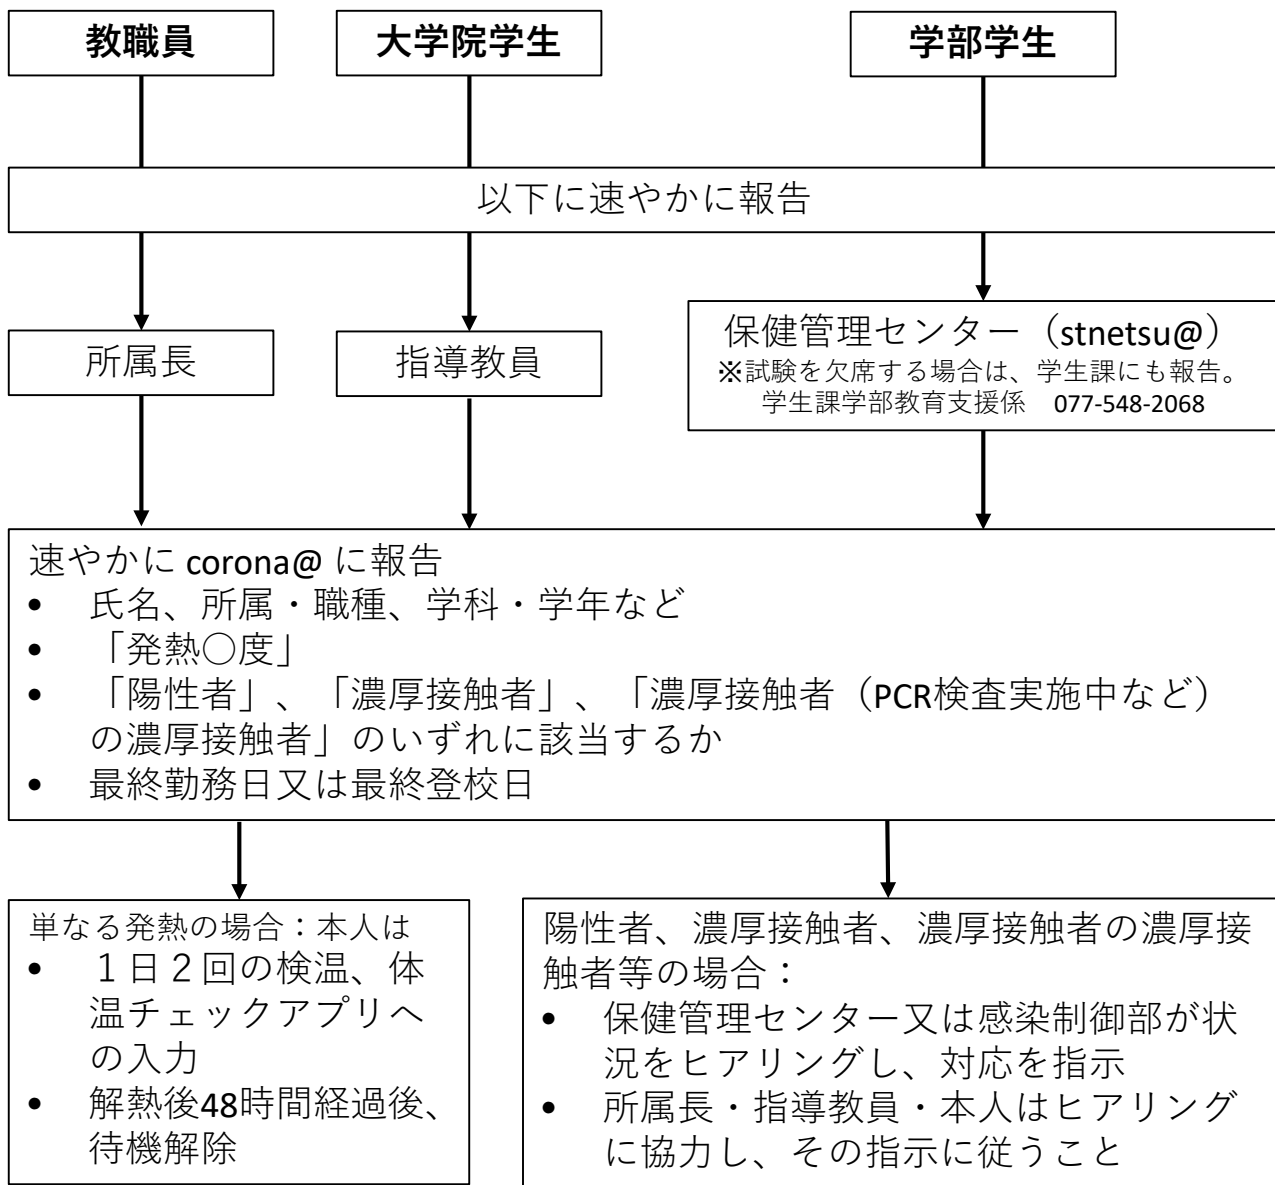 教職員
大学院学生
学部学生
以下に速やかに報告
所属長
指導教員
保健管理センター（stnetsu@）
※試験を欠席する場合は、学生課にも報告。
学生課学部教育支援係　077-548-2068
速やかに corona@ に報告
• 氏名、所属・職種、学科・学年など
• 「発熱〇度」
• 「陽性者」、「濃厚接触者」、「濃厚接触者（PCR検査実施中など）
の濃厚接触者」のいずれに該当するか
• 最終勤務日又は最終登校日
単なる発熱の場合：本人は
• １日２回の検温、体
温チェックアプリへ
の入力
• 解熱後48時間経過後、
待機解除
陽性者、濃厚接触者、濃厚接触者の濃厚接
触者等の場合：
• 保健管理センター又は感染制御部が状
況をヒアリングし、対応を指示
• 所属長・指導教員・本人はヒアリング
に協力し、その指示に従うこと